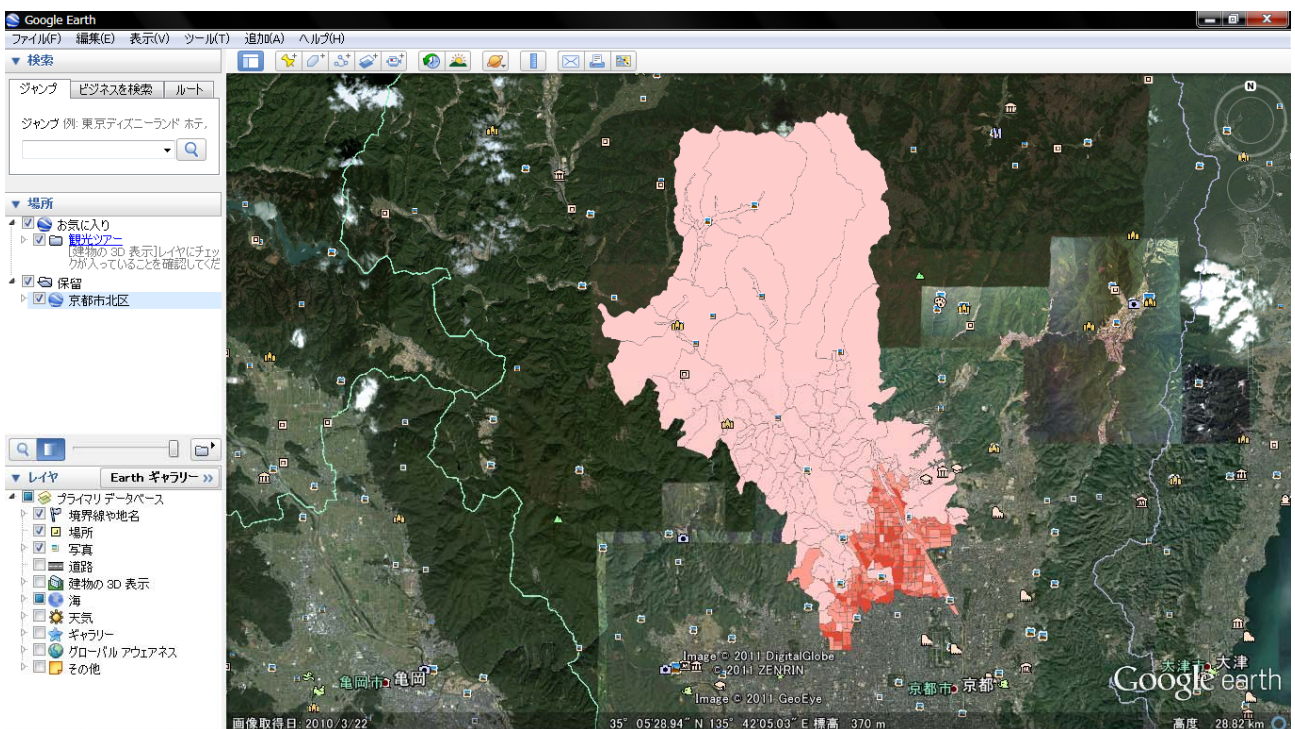 Google Earth
ファイル(F) 編集(E) 表示(V) ツール(T) 追加(A) ヘルプ(H)
▼ 検索
ジャンプ ビジネスを検索 ルート
ジャンプ 例: 東京ディズニーランド ホテ,
▼ 場所
お気に入り
観光ツアー
[建物の 3D 表示]レイヤにチェッ
クが入っていることを確認してくだ
保留
京都市北区
▼ レイヤ Earth ギャラリー »
プライマリ データベース
境界線や地名
場所
写真
道路
建物の 3D 表示
海
天気
ギャラリー
グローバル アウェアネス
その他
N
M
Image © 2011 DigitalGlobe
© 2011 ZENRIN
Image © 2011 GeoEye
亀岡市 亀岡
京都市 京都
大津市 大津
Google earth
画像取得日: 2010/3/22
35° 05'28.94" N 135° 42'05.03" E 標高 370 m
高度 28.82 km